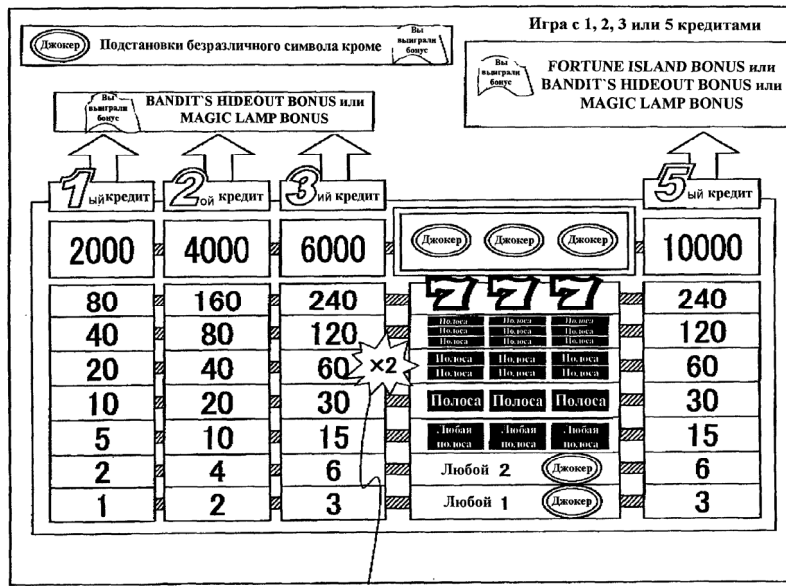 Джокер Подстановки безразличного символа кроме
Вы
выиграли
бонус
Игра с 1, 2, 3 или 5 кредитами
Вы
выиграли
бонус
FORTUNE ISLAND BONUS или
BANDIT`S HIDEOUT BONUS или
MAGIC LAMP BONUS
Вы
выиграли
бонус
BANDIT`S HIDEOUT BONUS или
MAGIC LAMP BONUS
1ый кредит 2ой кредит 3ий кредит 5ый кредит
2000 4000 6000 Джокер Джокер Джокер 10000
80 160 240 7 7 7 240
40 80 120 Полоса Полоса Полоса 120
Полоса Полоса Полоса
Полоса Полоса Полоса
20 40 60 ×2 Полоса Полоса Полоса 60
Полоса Полоса Полоса
10 20 30 Полоса Полоса Полоса 30
5 10 15 Любая Любая Любая 15
полоса полоса полоса
2 4 6 Любой 2 Джокер 6
1 2 3 Любой 1 Джокер 3